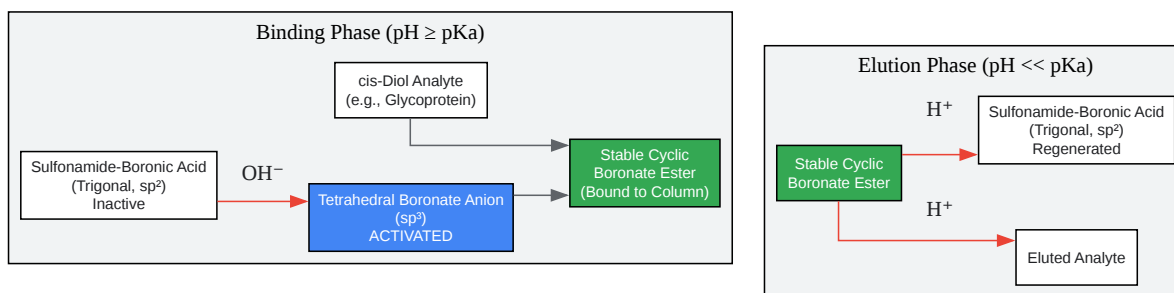 Binding Phase (pH ≥ pKa)
cis-Diol Analyte
(e.g., Glycoprotein)
Sulfonamide-Boronic Acid
(Trigonal, sp²)
Inactive
OH⁻
Tetrahedral Boronate Anion
(sp³)
ACTIVATED
Stable Cyclic
Boronate Ester
(Bound to Column)
Elution Phase (pH << pKa)
Stable Cyclic
Boronate Ester
H⁺
Sulfonamide-Boronic Acid
(Trigonal, sp²)
Regenerated
H⁺
Eluted Analyte